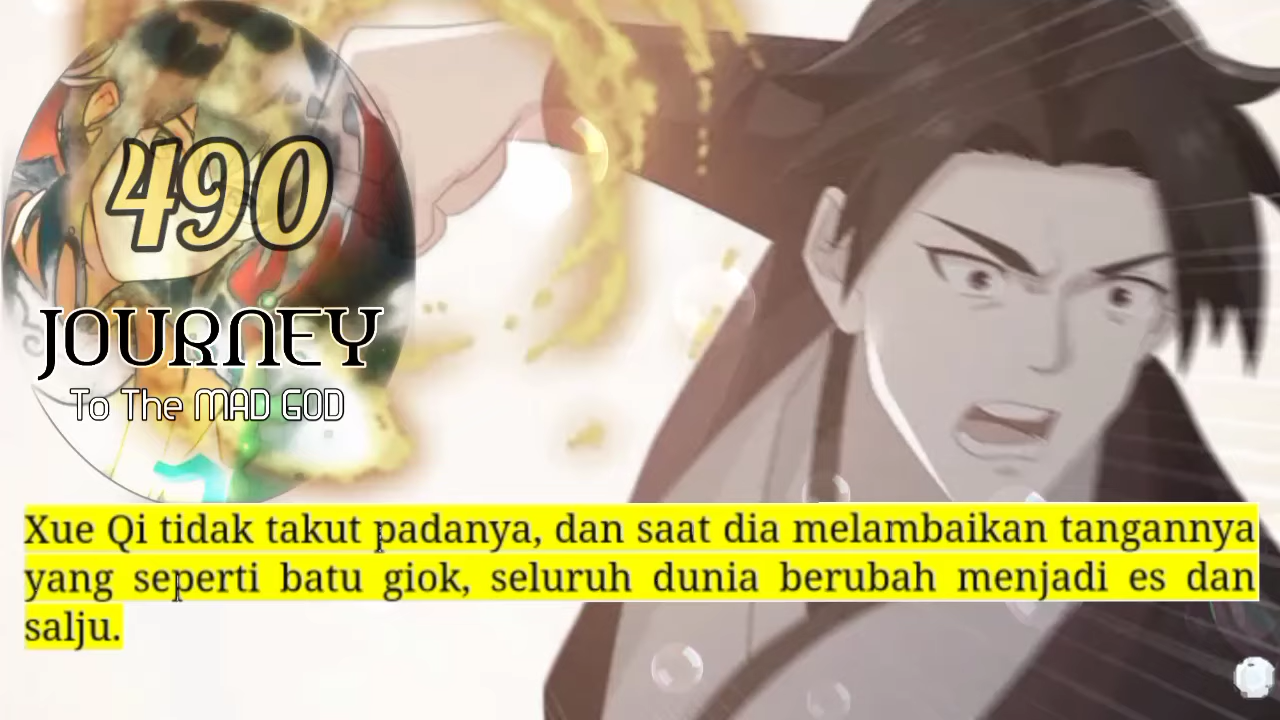 490
JOURNEY
To The MAD GOD
Xue Qi tidak takut padanya, dan saat dia melambaikan tangannya
yang seperti batu giok, seluruh dunia berubah menjadi es dan
salju.